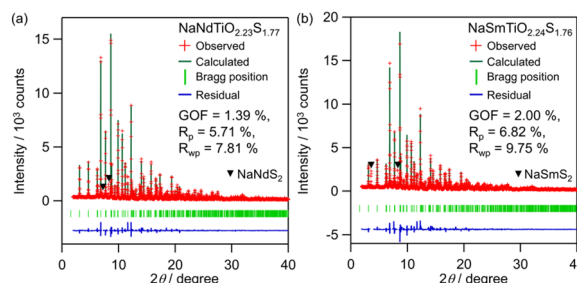 (a)
NaNdTiO2.23S1.77
Observed
Calculated
Bragg position
Residual
GOF = 1.39 %,
Rp = 5.71 %,
Rwp = 7.81 %
NaNdS2
Intensity / 10³ counts
15
10
5
0
0
10
20
30
40
2θ / degree
(b)
NaSmTiO2.24S1.76
Observed
Calculated
Bragg position
Residual
GOF = 2.00 %,
Rp = 6.82 %,
Rwp = 9.75 %
NaSmS2
Intensity / 10³ counts
20
15
10
5
0
-5
0
10
20
30
2θ / degree